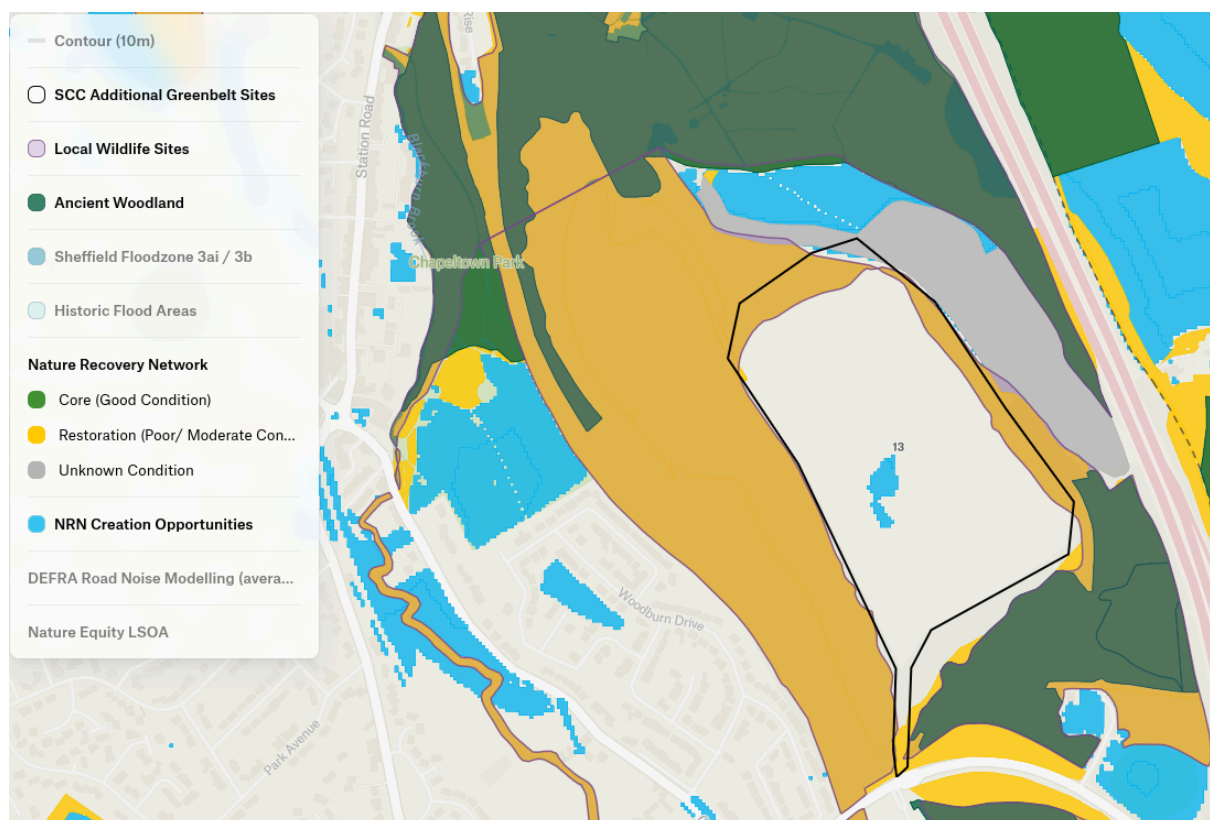 Contour (10m)
SCC Additional Greenbelt Sites
Local Wildlife Sites
Ancient Woodland
Sheffield Floodzone 3ai / 3b
Historic Flood Areas
Nature Recovery Network
Core (Good Condition)
Restoration (Poor/ Moderate Con...
Unknown Condition
NRN Creation Opportunities
DEFRA Road Noise Modelling (avera...
Nature Equity LSOA
Rise
Station Road
Blackburn Brook
Chapeltown Park
13
Woodburn Drive
Park Avenue